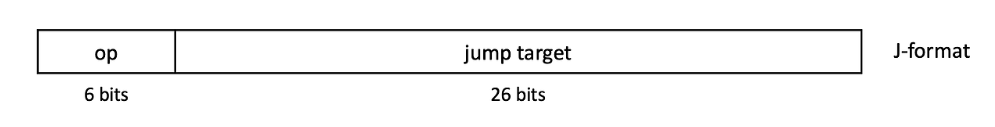 op jump target J-format
6 bits 26 bits